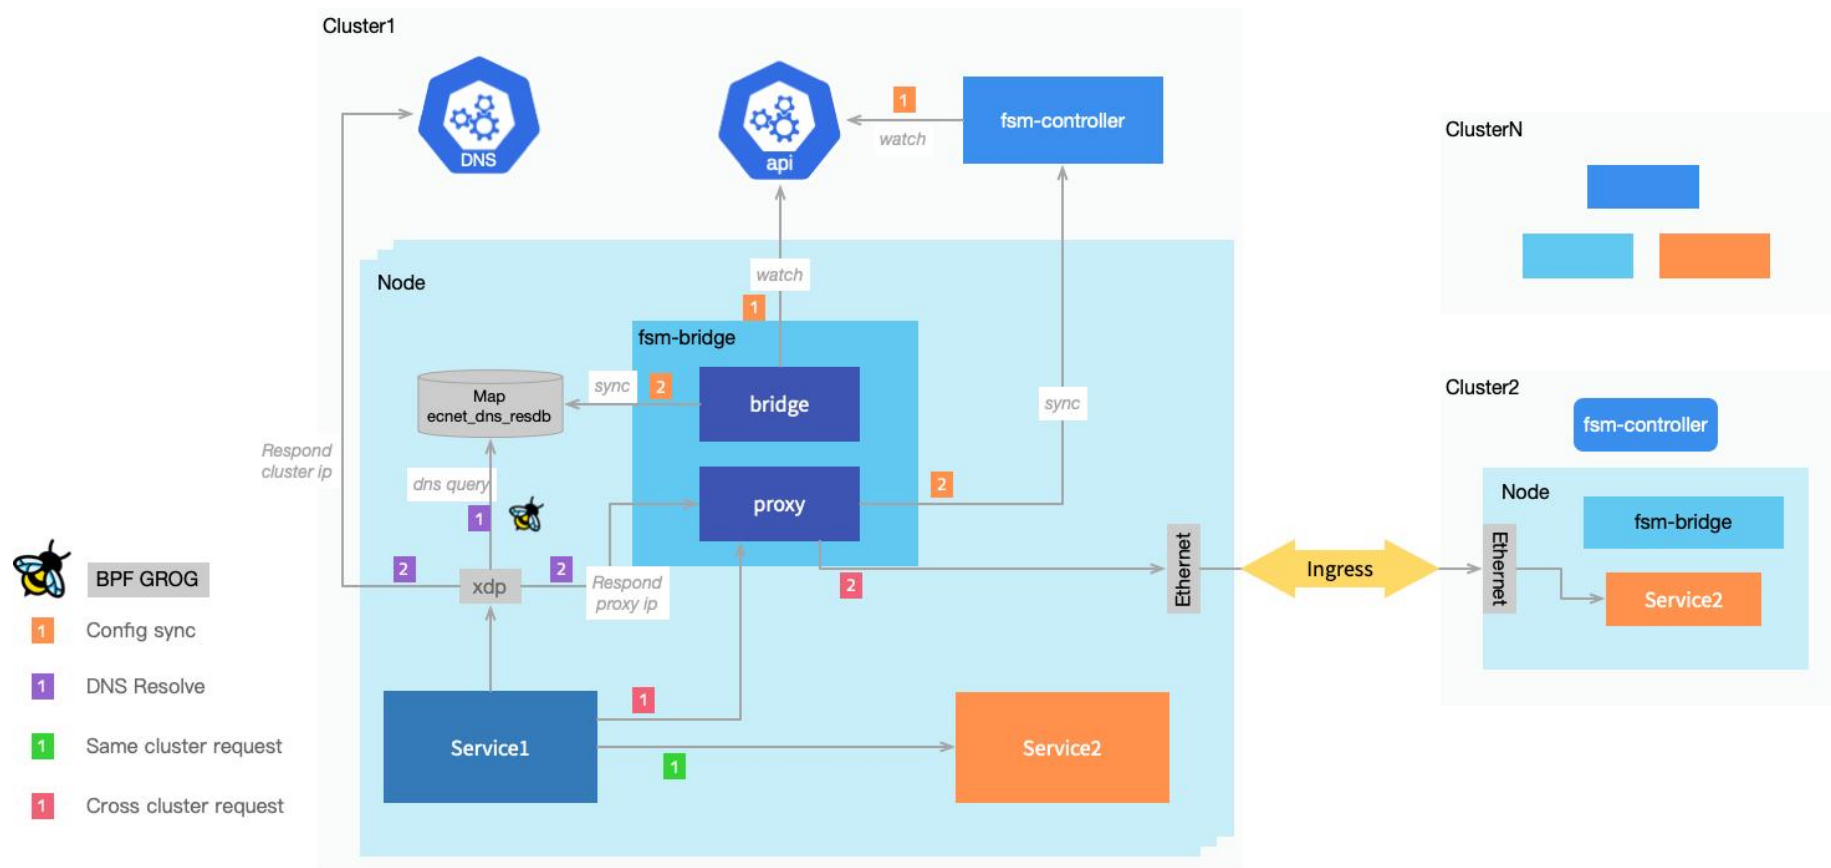 Cluster1
DNS
api
1
watch
fsm-controller
ClusterN
Node
watch
1
fsm-bridge
sync
2
bridge
Map
ecnet_dns_resdb
sync
Cluster2
fsm-controller
Respond
cluster ip
dns query
1
proxy
2
Node
fsm-bridge
BPF GROG
2
xdp
2
Respond
proxy ip
2
Ethernet
Ingress
Ethernet
Service2
1
Config sync
1
DNS Resolve
1
Same cluster request
1
Cross cluster request
Service1
1
1
Service2